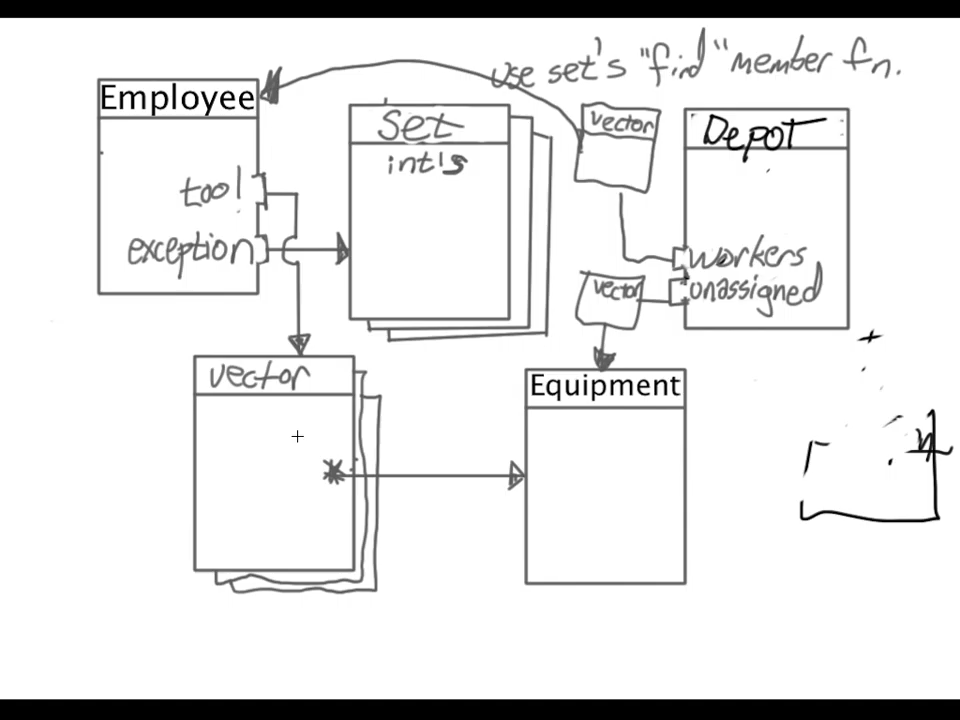 use set's "find" member fn.
Employee
tool
exception
set
int's
vector
Depot
workers
unassigned
vector
vector
Equipment